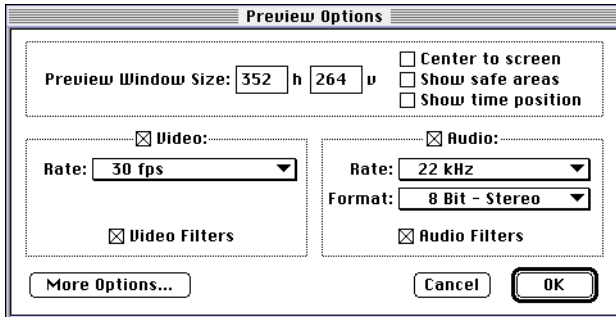 Preview Options
Center to screen
Preview Window Size: 352 h 264 v
Show safe areas
Show time position
Video:
Rate: 30 fps
Video Filters
Audio:
Rate: 22 kHz
Format: 8 Bit - Stereo
Audio Filters
More Options...
Cancel
OK